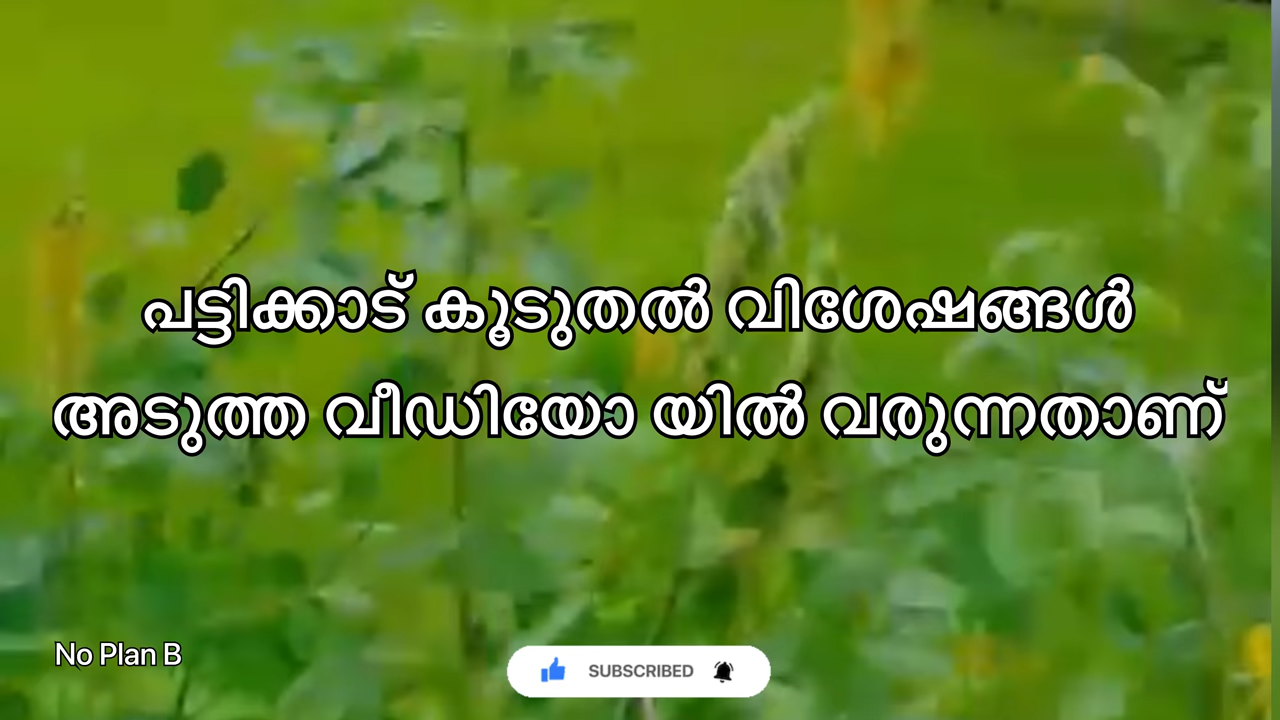 പട്ടിക്കാട് കൂടുതൽ വിശേഷങ്ങൾ
അടുത്ത വീഡിയോ യിൽ വരുന്നതാണ്
No Plan B
SUBSCRIBED